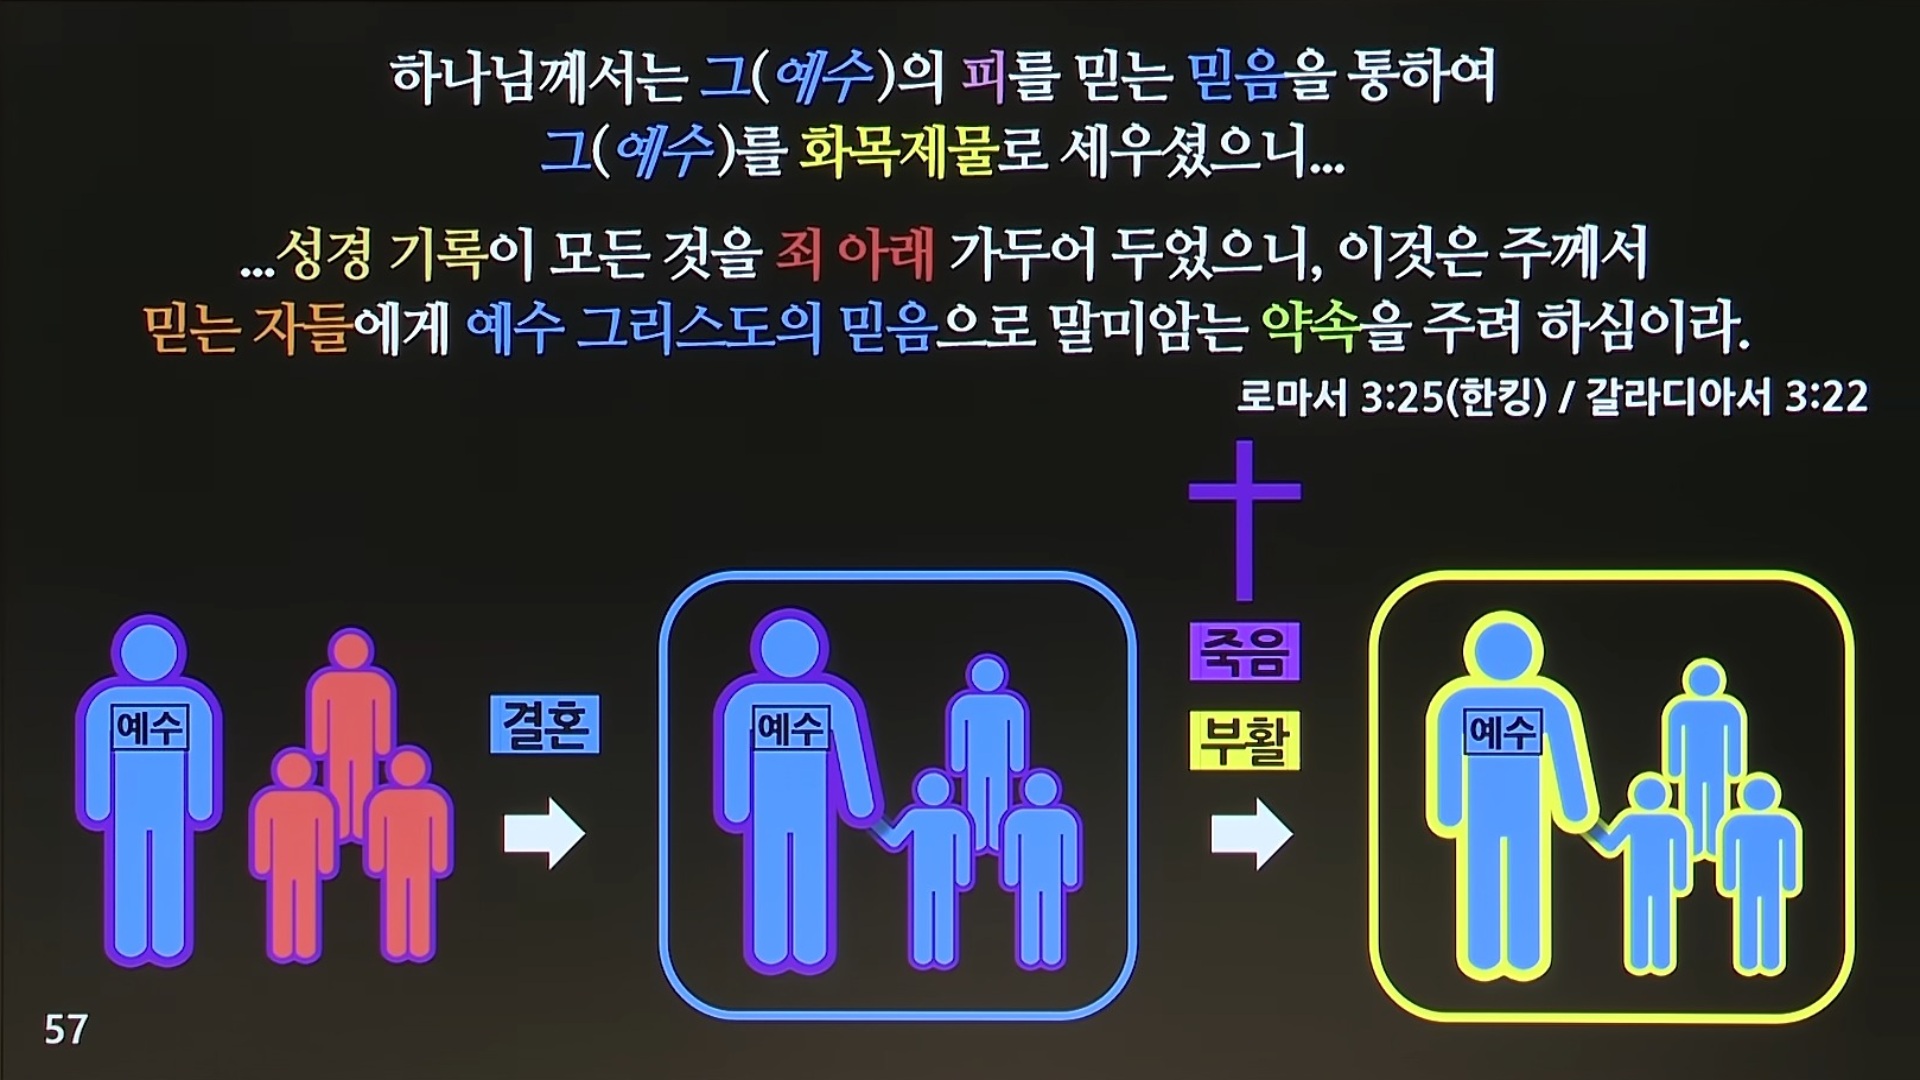 하나님께서는 그(예수)의 피를 믿는 믿음을 통하여
그(예수)를 화목제물로 세우셨으니...
...성경 기록이 모든 것을 죄 아래 가두어 두었으니, 이것은 주께서
믿는 자들에게 예수 그리스도의 믿음으로 말미암는 약속을 주려 하심이라.
로마서 3:25(한킹) / 갈라디아서 3:22
예수
결혼
예수
죽음
부활
예수
57